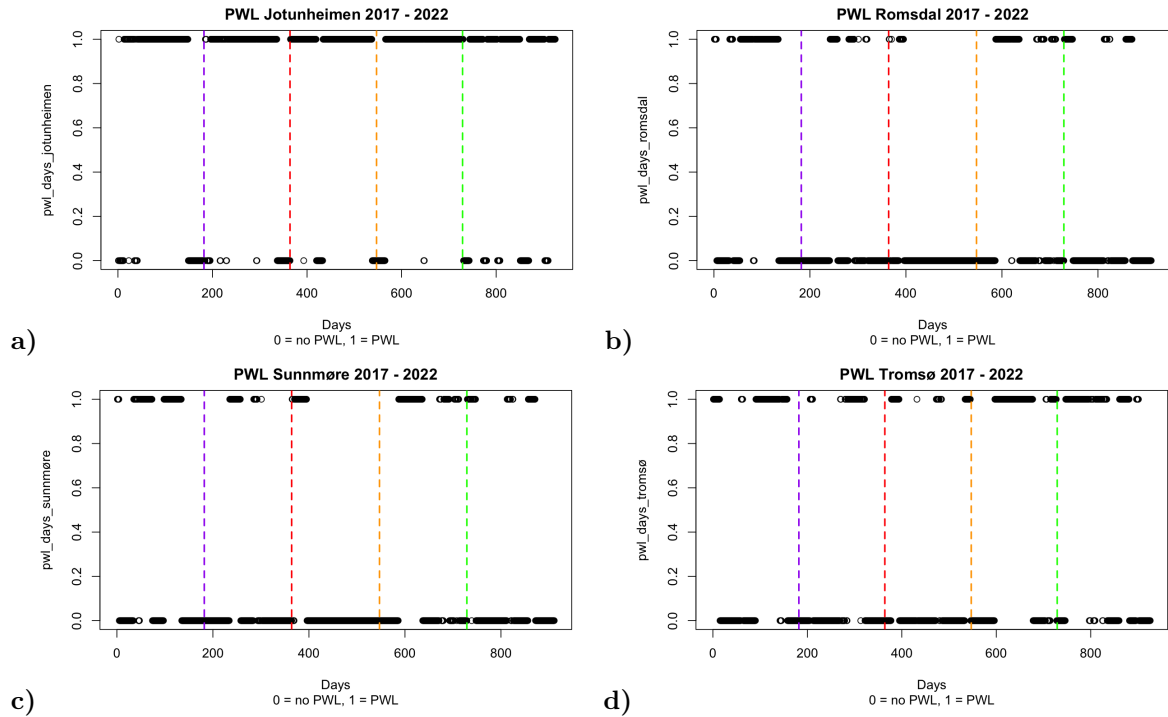 PWL Jotunheimen 2017 - 2022
pwl_days_jotunheimen
0.0 0.2 0.4 0.6 0.8 1.0
0 200 400 600 800
Days
0 = no PWL, 1 = PWL
a)
PWL Romsdal 2017 - 2022
pwl_days_romsdal
0.0 0.2 0.4 0.6 0.8 1.0
0 200 400 600 800
Days
0 = no PWL, 1 = PWL
b)
PWL Sunnmøre 2017 - 2022
pwl_days_sunnmøre
0.0 0.2 0.4 0.6 0.8 1.0
0 200 400 600 800
Days
0 = no PWL, 1 = PWL
c)
PWL Tromsø 2017 - 2022
pwl_days_tromsø
0.0 0.2 0.4 0.6 0.8 1.0
0 200 400 600 800
Days
0 = no PWL, 1 = PWL
d)